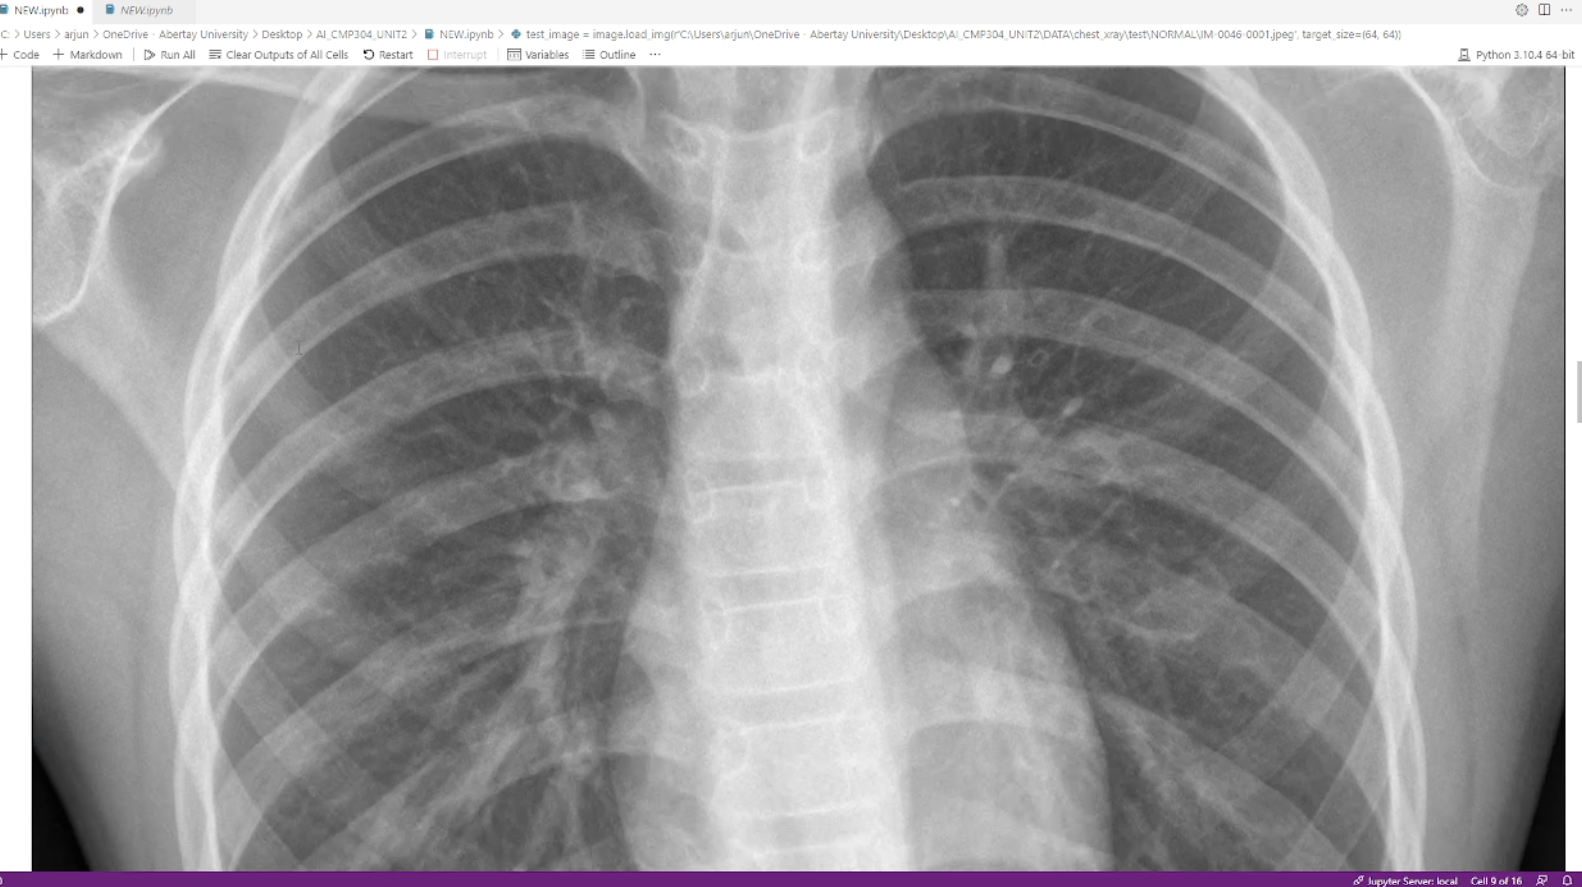 NEW.ipynb ● NEW.ipynb
C: > Users > arjun > OneDrive - Abertay University > Desktop > AI_CMP304_UNIT2 > NEW.ipynb > test_image = image.load_img(r'C:\Users\arjun\OneDrive - Abertay University\Desktop\AI_CMP304_UNIT2\DATA\chest_xray\test\NORMAL\IM-0046-0001.jpeg', target_size=(64, 64))
+ Code + Markdown Run All Clear Outputs of All Cells Restart Interrupt Variables Outline ··· Python 3.10.4 64-bit
Jupyter Server: local Cell 9 of 16